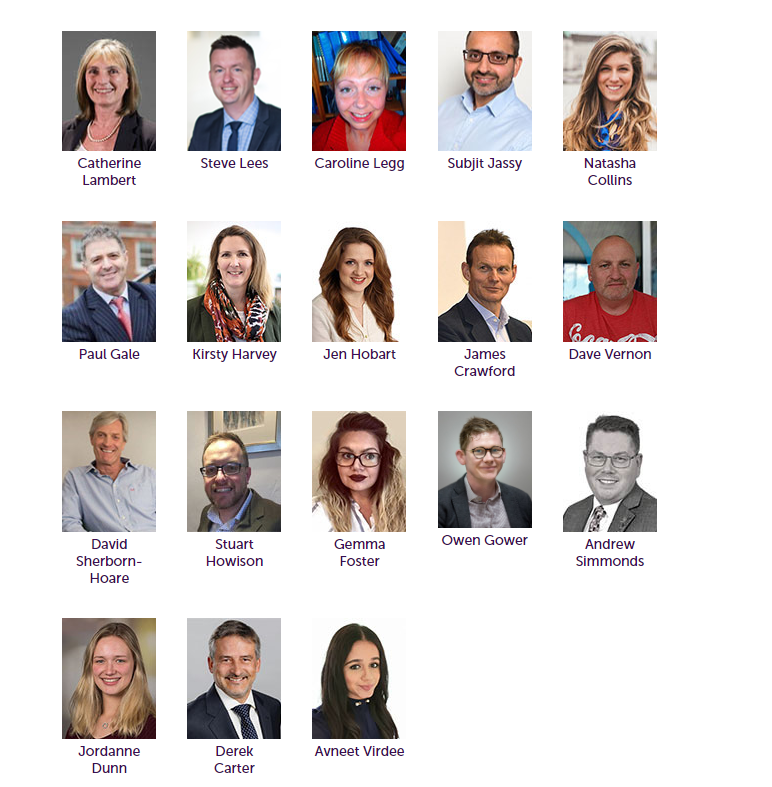 Catherine
Lambert
Steve Lees
Caroline Legg
Subjit Jassy
Natasha
Collins
Paul Gale
Kirsty Harvey
Jen Hobart
James
Crawford
Dave Vernon
David
Sherborn-
Hoare
Stuart
Howison
Gemma
Foster
Owen Gower
Andrew
Simmonds
Jordanne
Dunn
Derek
Carter
Avneet Virdee